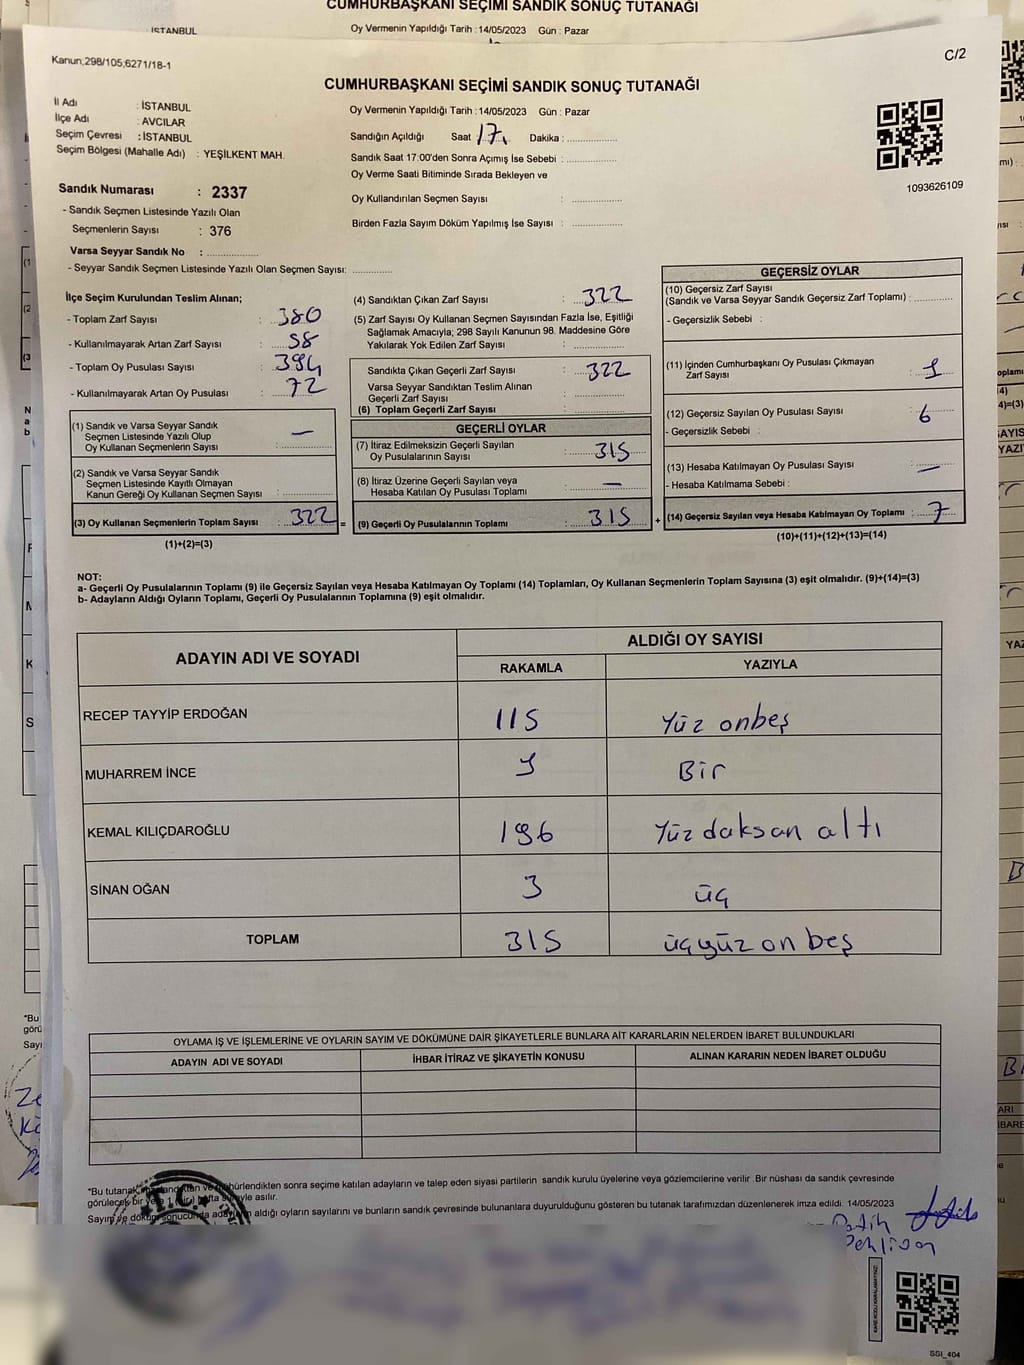 CUMHURBAŞKANI SEÇİMİ SANDIK SONUÇ TUTANAĞI
İSTANBUL
Oy Vermenin Yapıldığı Tarih : 14/05/2023 Gün : Pazar
Kanun;298/105;6271/18-1
C/2
CUMHURBAŞKANI SEÇİMİ SANDIK SONUÇ TUTANAĞI
İl Adı : İSTANBUL
İlçe Adı : AVCILAR
Seçim Çevresi : İSTANBUL
Seçim Bölgesi (Mahalle Adı) : YEŞİLKENT MAH.
Oy Vermenin Yapıldığı Tarih : 14/05/2023 Gün : Pazar
Sandığın Açıldığı Saat 17 Dakika : ..................
Sandık Saat 17:00'den Sonra Açımış İse Sebebi : ..................
Oy Verme Saati Bitiminde Sırada Bekleyen ve
Oy Kullandırılan Seçmen Sayısı : ..................
Birden Fazla Sayım Döküm Yapılmış İse Sayısı : ..................
1093626109
Sandık Numarası : 2337
- Sandık Seçmen Listesinde Yazılı Olan
Seçmenlerin Sayısı : 376
Varsa Seyyar Sandık No : ..................
- Seyyar Sandık Seçmen Listesinde Yazılı Olan Seçmen Sayısı: ..............
İlçe Seçim Kurulundan Teslim Alınan;
- Toplam Zarf Sayısı : 380
- Kullanılmayarak Artan Zarf Sayısı : 58
- Toplam Oy Pusulası Sayısı : 394
- Kullanılmayarak Artan Oy Pusulası : 72
(1) Sandık ve Varsa Seyyar Sandık
Seçmen Listesinde Yazılı Olup
Oy Kullanan Seçmenlerin Sayısı : —
(2) Sandık ve Varsa Seyyar Sandık
Seçmen Listesinde Kayıtlı Olmayan
Kanun Gereği Oy Kullanan Seçmen Sayısı : ..................
(3) Oy Kullanan Seçmenlerin Toplam Sayısı : 322 =
(1)+(2)=(3)
(4) Sandıktan Çıkan Zarf Sayısı : 322
(5) Zarf Sayısı Oy Kullanan Seçmen Sayısından Fazla İse, Eşitliği
Sağlamak Amacıyla; 298 Sayılı Kanunun 98. Maddesine Göre
Yakılarak Yok Edilen Zarf Sayısı : ..................
Sandıkta Çıkan Geçerli Zarf Sayısı : 322
Varsa Seyyar Sandıktan Teslim Alınan
Geçerli Zarf Sayısı : ..................
(6) Toplam Geçerli Zarf Sayısı : ..................
GEÇERLİ OYLAR
(7) İtiraz Edilmeksizin Geçerli Sayılan
Oy Pusulalarının Sayısı : 315
(8) İtiraz Üzerine Geçerli Sayılan veya
Hesaba Katılan Oy Pusulası Toplamı : —
(9) Geçerli Oy Pusulalarının Toplamı : 315 +
GEÇERSİZ OYLAR
(10) Geçersiz Zarf Sayısı
(Sandık ve Varsa Seyyar Sandık Geçersiz Zarf Toplamı) : ..............
- Geçersizlik Sebebi :
(11) İçinden Cumhurbaşkanı Oy Pusulası Çıkmayan
Zarf Sayısı : 1
(12) Geçersiz Sayılan Oy Pusulası Sayısı : 6
- Geçersizlik Sebebi :
(13) Hesaba Katılmayan Oy Pusulası Sayısı : —
- Hesaba Katılmama Sebebi :
(14) Geçersiz Sayılan veya Hesaba Katılmayan Oy Toplamı : 7
(10)+(11)+(12)+(13)=(14)
NOT:
a- Geçerli Oy Pusulalarının Toplamı (9) ile Geçersiz Sayılan veya Hesaba Katılmayan Oy Toplamı (14) Toplamları, Oy Kullanan Seçmenlerin Toplam Sayısına (3) eşit olmalıdır. (9)+(14)=(3)
b- Adayların Aldığı Oyların Toplamı, Geçerli Oy Pusulalarının Toplamına (9) eşit olmalıdır.
ADAYIN ADI VE SOYADI
ALDIĞI OY SAYISI
RAKAMLA YAZIYLA
RECEP TAYYİP ERDOĞAN 115 Yüz onbeş
MUHARREM İNCE 1 Bir
KEMAL KILIÇDAROĞLU 196 Yüz daksan altı
SİNAN OĞAN 3 üç
TOPLAM 315 üçyüz on beş
OYLAMA İŞ VE İŞLEMLERİNE VE OYLARIN SAYIM VE DÖKÜMÜNE DAİR ŞİKAYETLERLE BUNLARA AİT KARARLARIN NELERDEN İBARET BULUNDUKLARI
ADAYIN ADI VE SOYADI İHBAR İTİRAZ VE ŞİKAYETİN KONUSU ALINAN KARARIN NEDEN İBARET OLDUĞU
*Bu tutanak, sonra seçime katılan adayların ve talep eden siyasi partilerin sandık kurulu üyelerine veya gözlemcilerine verilir. Bir nüshası da sandık çevresinde
görülecek bir yere 1 (bir) hafta süreyle asılır.
T.C.
Sayım ve döküm sonucunda adayların aldığı oyların sayılarını ve bunların sandık çevresinde bulunanlara duyurulduğunu gösteren bu tutanak tarafımızdan düzenlenerek imza edildi. 14/05/2023
Fatih
Pehlivan
SSI_404